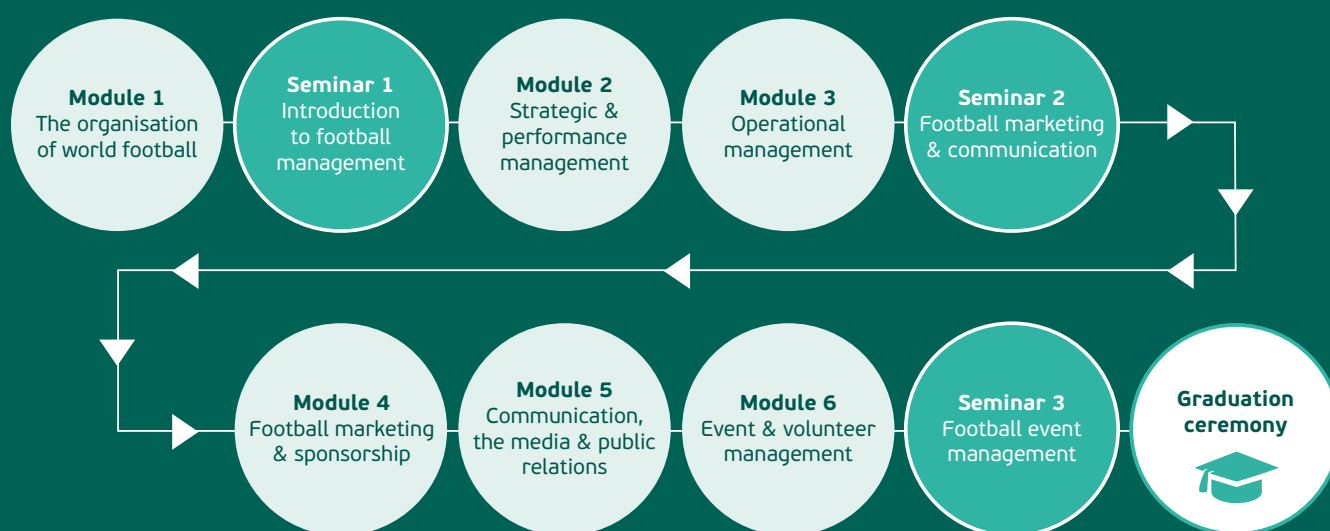 Module 1
The organisation
of world football
Seminar 1
Introduction
to football
management
Module 2
Strategic &
performance
management
Module 3
Operational
management
Seminar 2
Football marketing
& communication
Module 4
Football marketing
& sponsorship
Module 5
Communication,
the media & public
relations
Module 6
Event & volunteer
management
Seminar 3
Football event
management
Graduation
ceremony